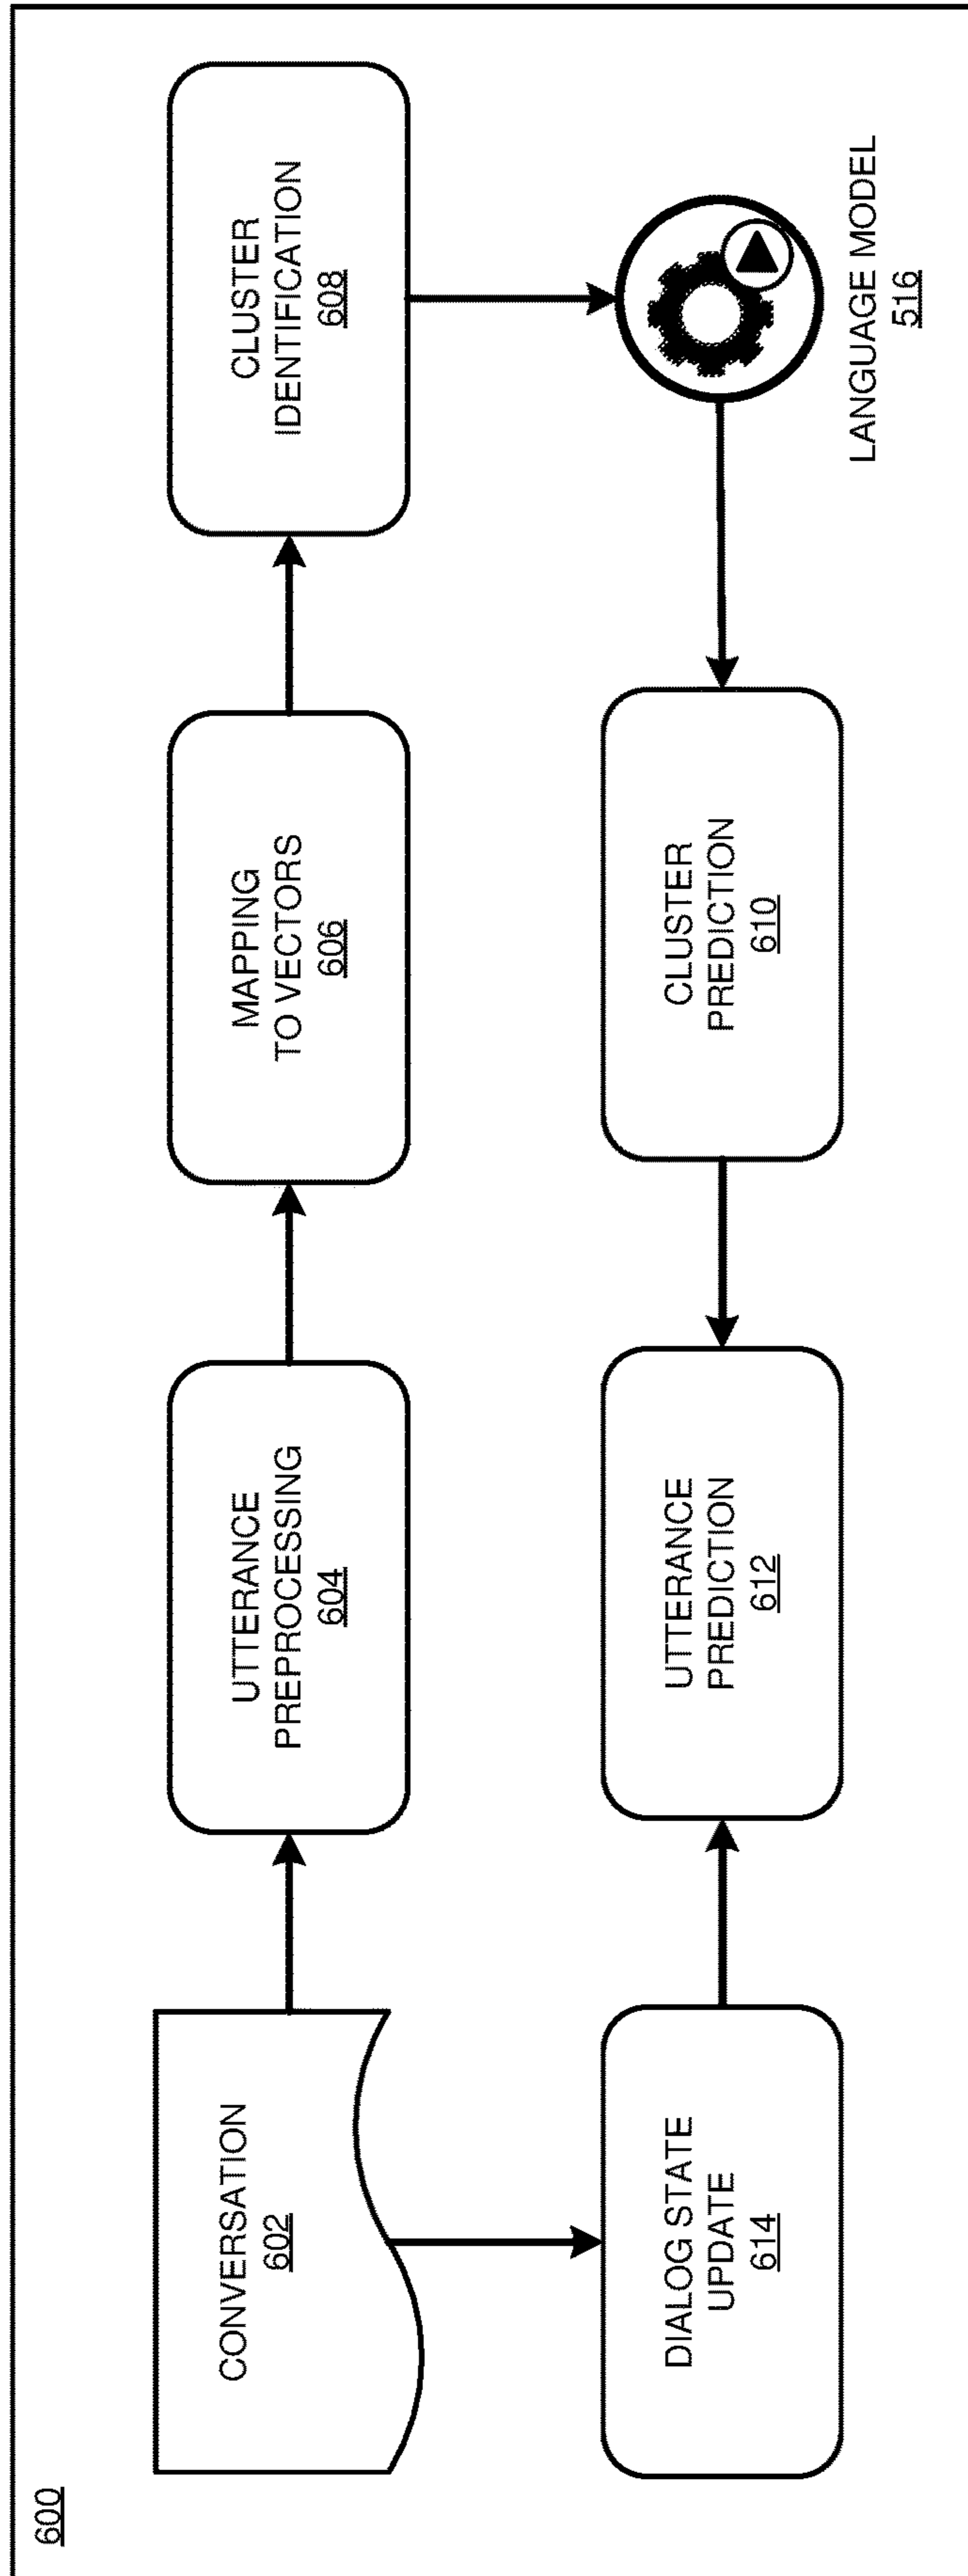 600
CONVERSATION
602
UTTERANCE
PREPROCESSING
604
MAPPING
TO VECTORS
606
CLUSTER
IDENTIFICATION
608
DIALOG STATE
UPDATE
614
UTTERANCE
PREDICTION
612
CLUSTER
PREDICTION
610
LANGUAGE MODEL
516